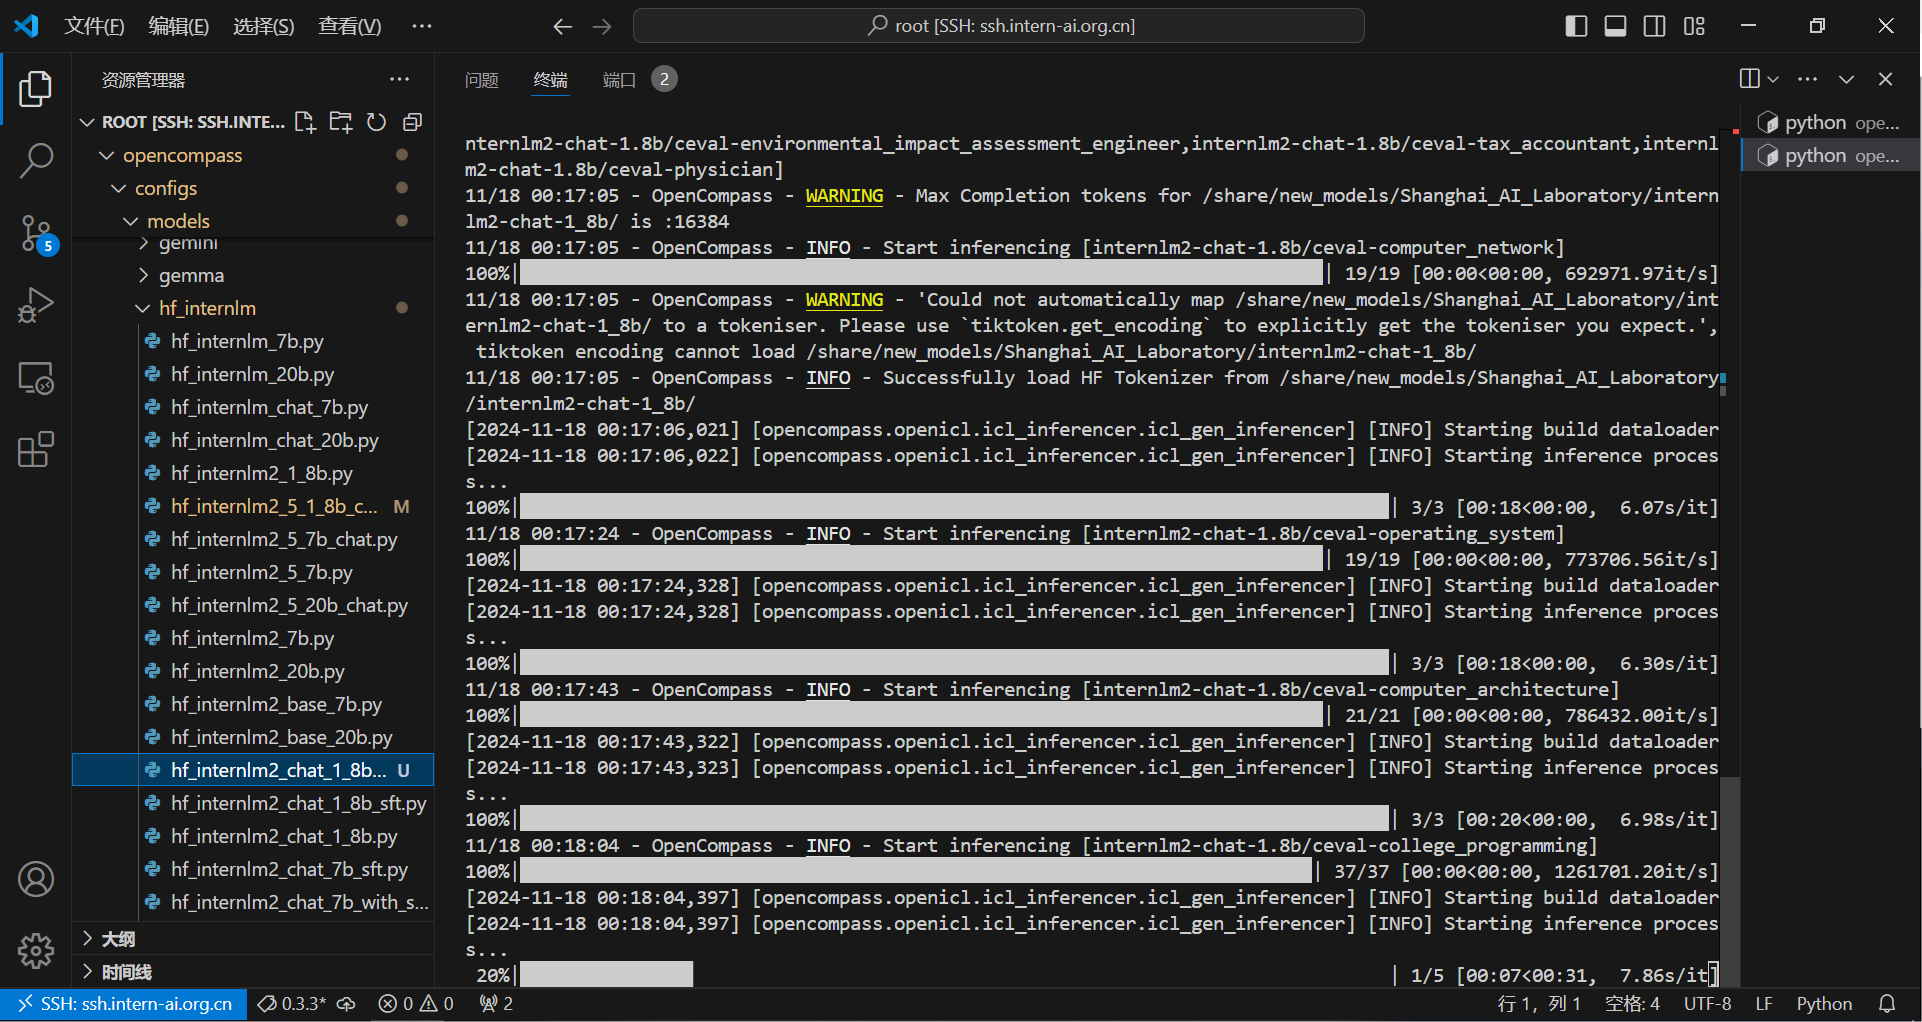 文件(F) 编辑(E) 选择(S) 查看(V) ··· root [SSH: ssh.intern-ai.org.cn]
资源管理器 ···
ROOT [SSH: SSH.INTE...
opencompass
configs
models
gemini
gemma
hf_internlm
hf_internlm_7b.py
hf_internlm_20b.py
hf_internlm_chat_7b.py
hf_internlm_chat_20b.py
hf_internlm2_1_8b.py
hf_internlm2_5_1_8b_c... M
hf_internlm2_5_7b_chat.py
hf_internlm2_5_7b.py
hf_internlm2_5_20b_chat.py
hf_internlm2_7b.py
hf_internlm2_20b.py
hf_internlm2_base_7b.py
hf_internlm2_base_20b.py
hf_internlm2_chat_1_8b... U
hf_internlm2_chat_1_8b_sft.py
hf_internlm2_chat_1_8b.py
hf_internlm2_chat_7b_sft.py
hf_internlm2_chat_7b_with_s...
大纲
时间线
5
问题 终端 端口 2
nternlm2-chat-1.8b/ceval-environmental_impact_assessment_engineer,internlm2-chat-1.8b/ceval-tax_accountant,internl
m2-chat-1.8b/ceval-physician]
11/18 00:17:05 - OpenCompass - WARNING - Max Completion tokens for /share/new_models/Shanghai_AI_Laboratory/intern
lm2-chat-1_8b/ is :16384
11/18 00:17:05 - OpenCompass - INFO - Start inferencing [internlm2-chat-1.8b/ceval-computer_network]
100%| | 19/19 [00:00<00:00, 692971.97it/s]
11/18 00:17:05 - OpenCompass - WARNING - 'Could not automatically map /share/new_models/Shanghai_AI_Laboratory/int
ernlm2-chat-1_8b/ to a tokeniser. Please use `tiktoken.get_encoding` to explicitly get the tokeniser you expect.',
tiktoken encoding cannot load /share/new_models/Shanghai_AI_Laboratory/internlm2-chat-1_8b/
11/18 00:17:05 - OpenCompass - INFO - Successfully load HF Tokenizer from /share/new_models/Shanghai_AI_Laboratory
/internlm2-chat-1_8b/
[2024-11-18 00:17:06,021] [opencompass.openicl.icl_inferencer.icl_gen_inferencer] [INFO] Starting build dataloader
[2024-11-18 00:17:06,022] [opencompass.openicl.icl_inferencer.icl_gen_inferencer] [INFO] Starting inference proces
s...
100%| | 3/3 [00:18<00:00, 6.07s/it]
11/18 00:17:24 - OpenCompass - INFO - Start inferencing [internlm2-chat-1.8b/ceval-operating_system]
100%| | 19/19 [00:00<00:00, 773706.56it/s]
[2024-11-18 00:17:24,328] [opencompass.openicl.icl_inferencer.icl_gen_inferencer] [INFO] Starting build dataloader
[2024-11-18 00:17:24,328] [opencompass.openicl.icl_inferencer.icl_gen_inferencer] [INFO] Starting inference proces
s...
100%| | 3/3 [00:18<00:00, 6.30s/it]
11/18 00:17:43 - OpenCompass - INFO - Start inferencing [internlm2-chat-1.8b/ceval-computer_architecture]
100%| | 21/21 [00:00<00:00, 786432.00it/s]
[2024-11-18 00:17:43,322] [opencompass.openicl.icl_inferencer.icl_gen_inferencer] [INFO] Starting build dataloader
[2024-11-18 00:17:43,323] [opencompass.openicl.icl_inferencer.icl_gen_inferencer] [INFO] Starting inference proces
s...
100%| | 3/3 [00:20<00:00, 6.98s/it]
11/18 00:18:04 - OpenCompass - INFO - Start inferencing [internlm2-chat-1.8b/ceval-college_programming]
100%| | 37/37 [00:00<00:00, 1261701.20it/s]
[2024-11-18 00:18:04,397] [opencompass.openicl.icl_inferencer.icl_gen_inferencer] [INFO] Starting build dataloader
[2024-11-18 00:18:04,397] [opencompass.openicl.icl_inferencer.icl_gen_inferencer] [INFO] Starting inference proces
s...
20%| | 1/5 [00:07<00:31, 7.86s/it]
python ope...
python ope...
SSH: ssh.intern-ai.org.cn 0.3.3* 0 0 2 行 1，列 1 空格: 4 UTF-8 LF Python